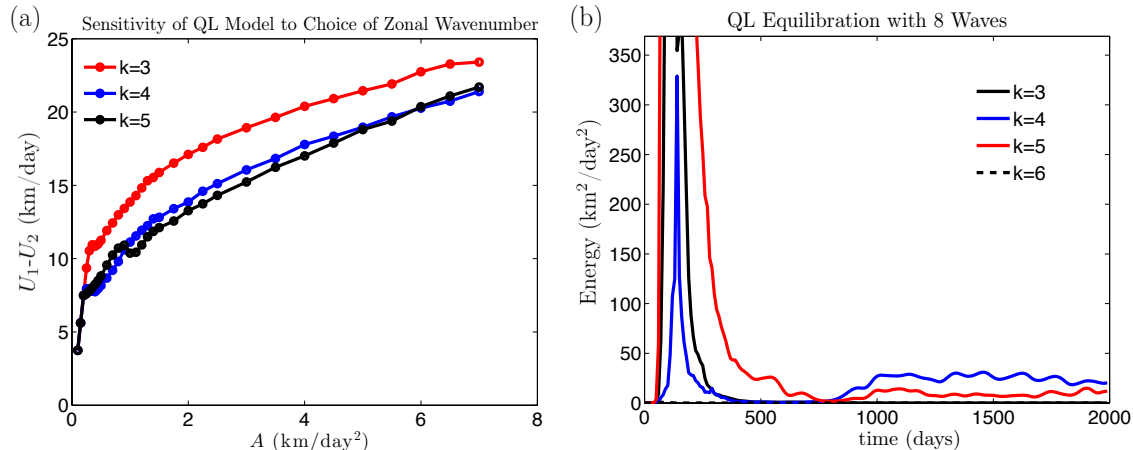 (a)
Sensitivity of QL Model to Choice of Zonal Wavenumber
25
20
15
10
5
0
U₁-U₂ (km/day)
k=3
k=4
k=5
0
2
4
6
8
A (km/day²)
(b)
QL Equilibration with 8 Waves
350
300
250
200
150
100
50
0
Energy (km²/day²)
k=3
k=4
k=5
k=6
0
500
1000
1500
2000
time (days)